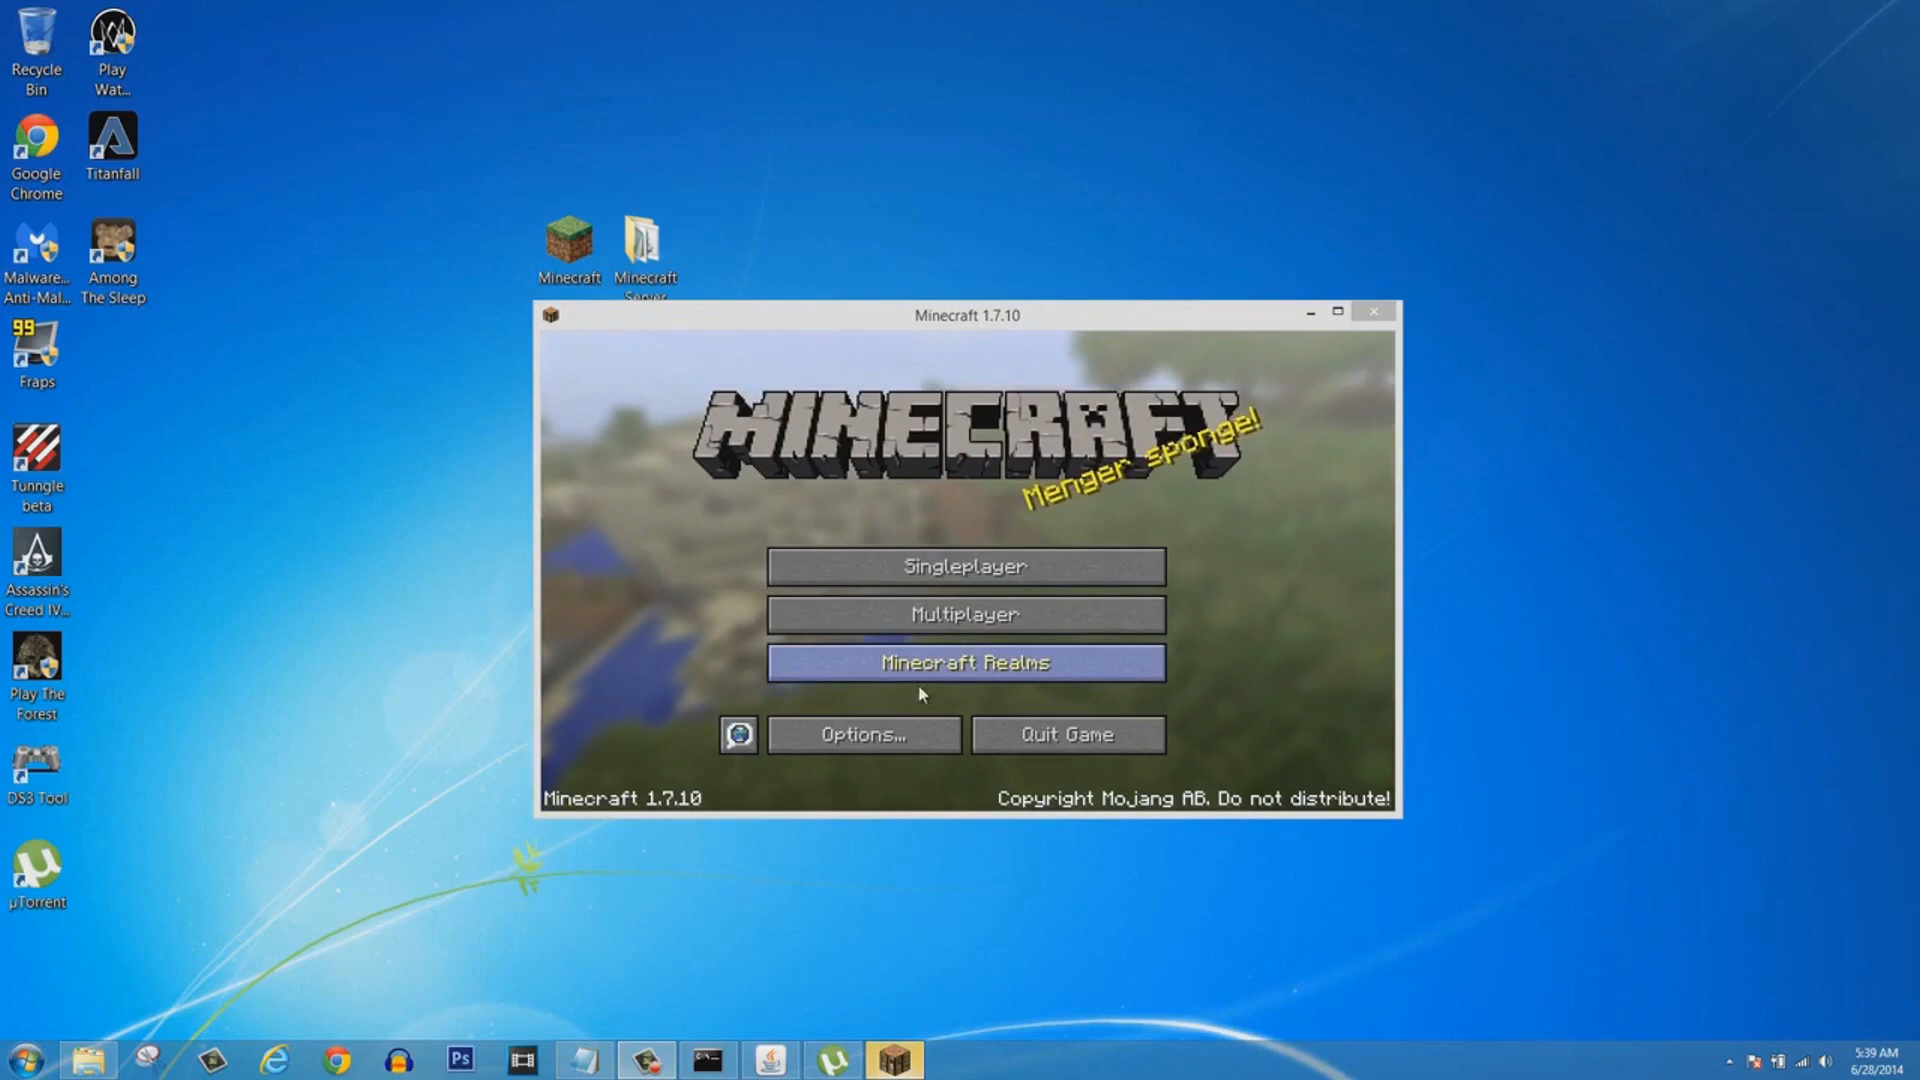 Recycle
Bin
Play
Wat...
Google
Chrome
Titanfall
Malware...
Anti-Mal...
Among
The Sleep
99
Fraps
Tunngle
beta
Assassin's
Creed IV...
Play The
Forest
DS3 Tool
µTorrent
Minecraft
Minecraft
Server
Minecraft 1.7.10
MINECRAFT
Menger sponge!
Singleplayer
Multiplayer
Minecraft Realms
Options...
Quit Game
Minecraft 1.7.10
Copyright Mojang AB. Do not distribute!
Ps
5:39 AM
6/28/2014